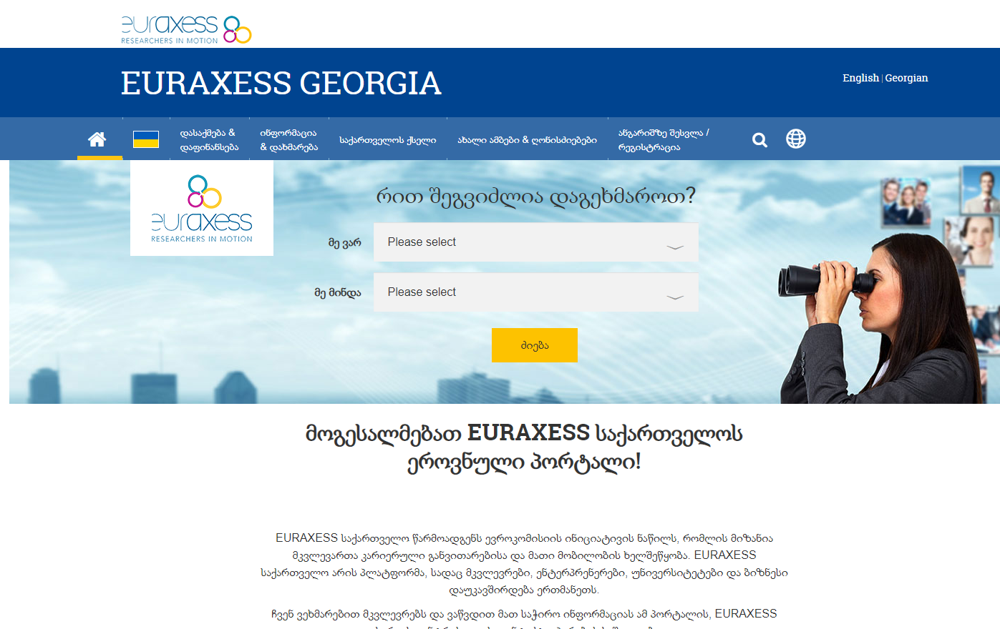 euraxess
RESEARCHERS IN MOTION
EURAXESS GEORGIA
English | Georgian
დასაქმება &
დაფინანსება
ინფორმაცია
& დახმარება
საქართველოს ქსელი
ახალი ამბები & ღონისძიებები
ანგარიშზე შესვლა /
რეგისტრაცია
euraxess
RESEARCHERS IN MOTION
რით შეგვიძლია დაგეხმაროთ?
მე ვარ
Please select
მე მინდა
Please select
ძიება
მოგესალმებათ EURAXESS საქართველოს
ეროვნული პორტალი!
EURAXESS საქართველო წარმოადგენს ევროკომისიის ინიციატივის ნაწილს, რომლის მიზანია
მკვლევართა კარიერული განვითარებისა და მათი მობილობის ხელშეწყობა. EURAXESS
საქართველო არის პლატფორმა, სადაც მკვლევრები, ენტერპრენერები, უნივერსიტეტები და ბიზნესი
დაუკავშირდება ერთმანეთს.
ჩვენ ვეხმარებით მკვლევრებს და ვაწვდით მათ საჭირო ინფორმაციას ამ პორტალის, EURAXESS